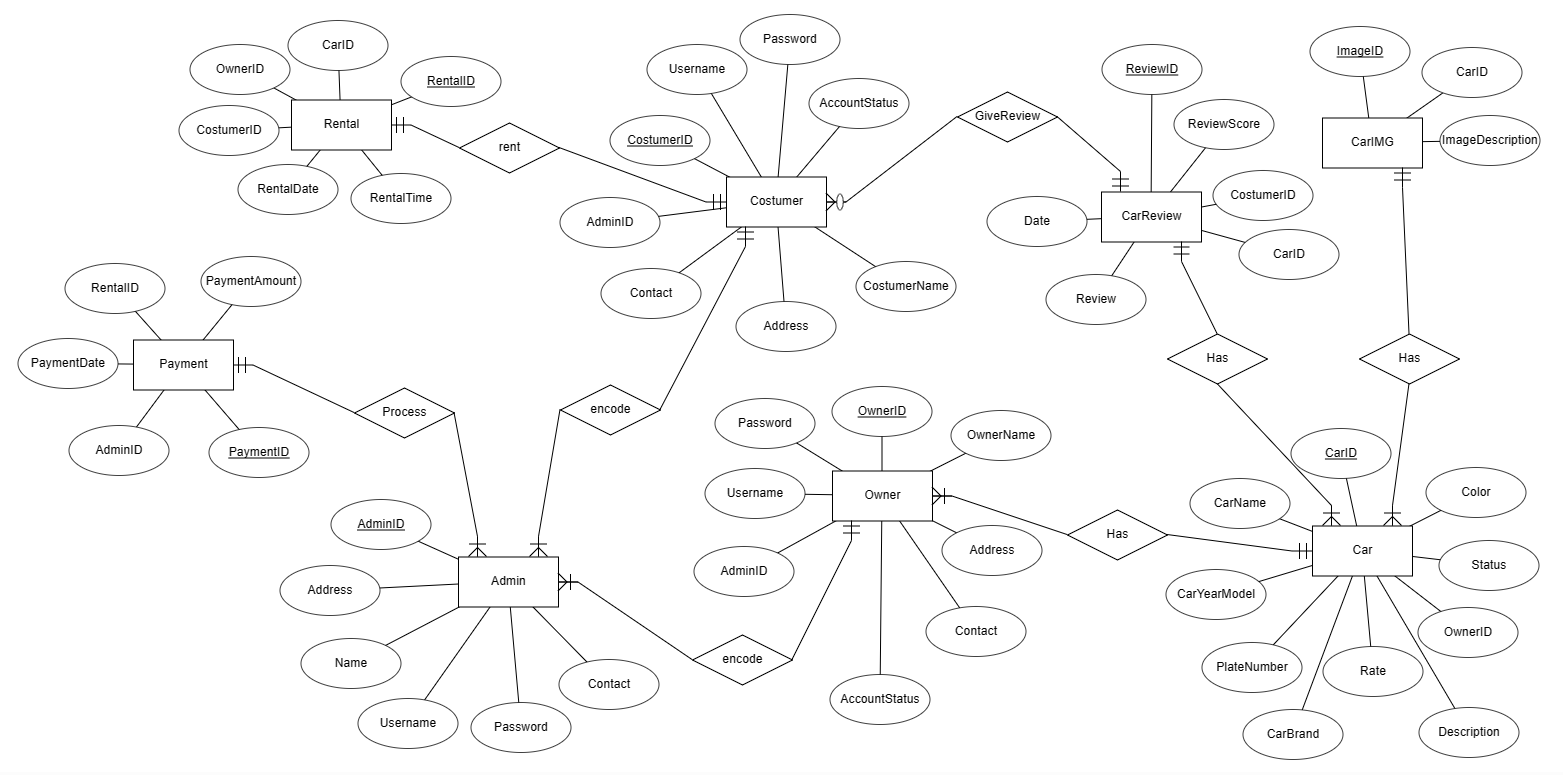 Password
CarID
ImageID
OwnerID
Username
ReviewID
CarID
RentalID
AccountStatus
GiveReview
ReviewScore
Rental
CostumerID
rent
CostumerID
CarIMG
ImageDescription
RentalDate
RentalTime
Costumer
CostumerID
AdminID
Date
CarReview
CarID
PaymentAmount
RentalID
Contact
CostumerName
Review
Address
PaymentDate
Payment
Has
Has
Process
encode
OwnerID
Password
OwnerName
AdminID
PaymentID
CarID
Username
Owner
Color
CarName
AdminID
Has
Address
Car
Status
AdminID
Admin
Address
CarYearModel
Contact
OwnerID
Name
encode
PlateNumber
Rate
Contact
AccountStatus
Username
Password
CarBrand
Description